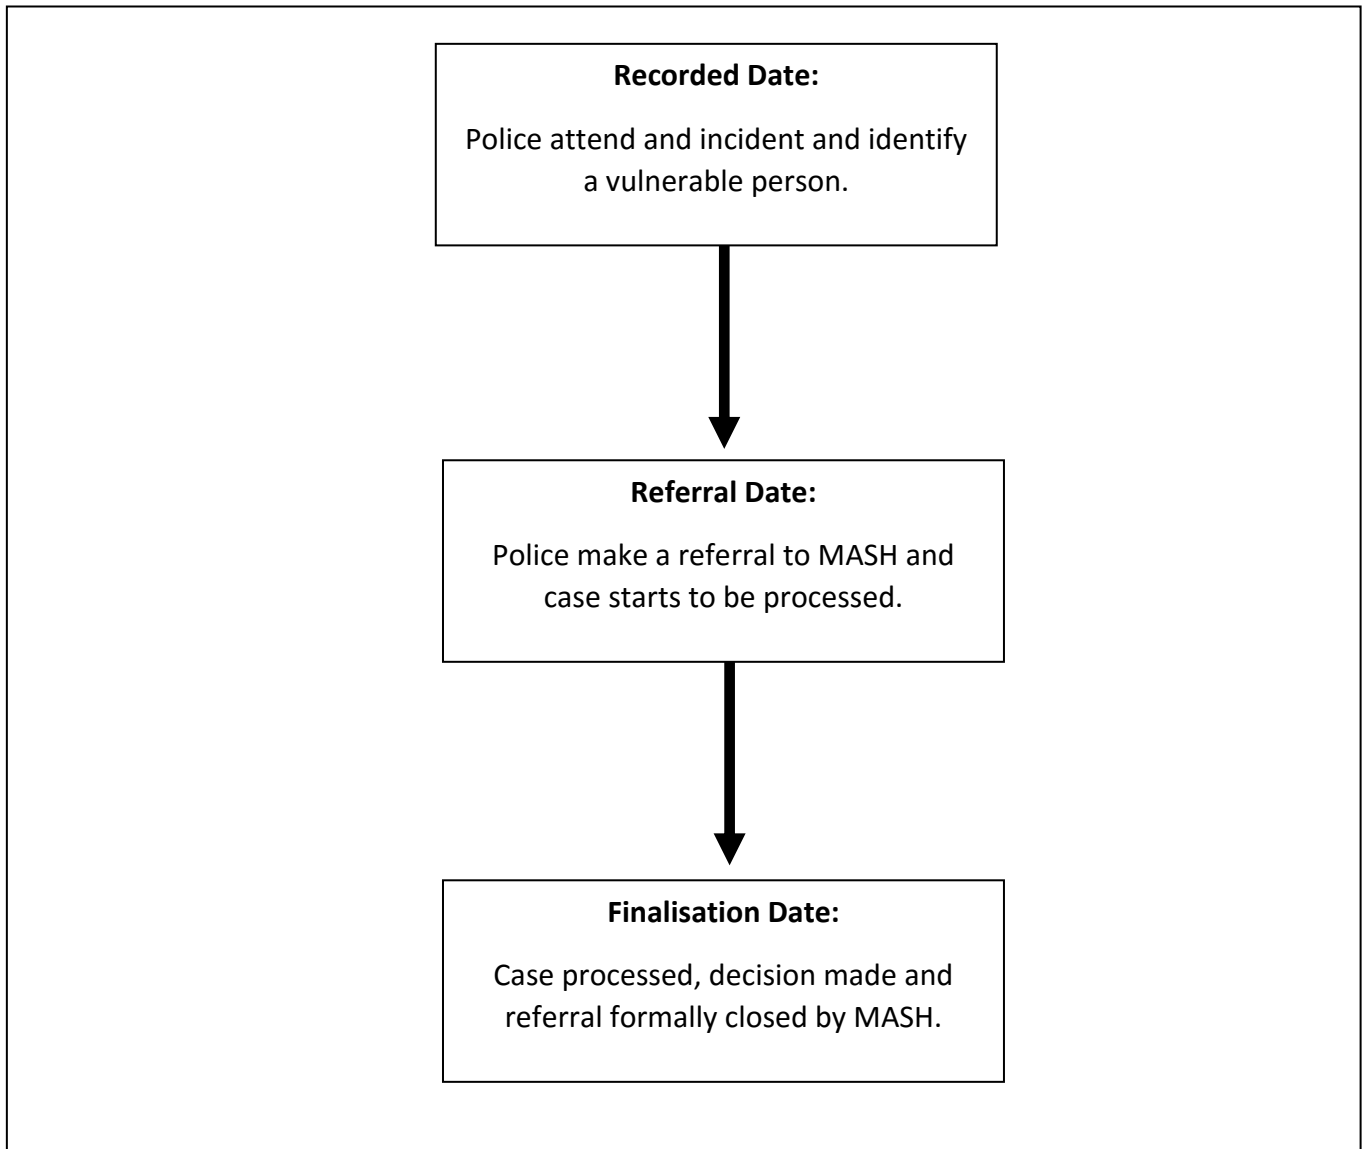 Recorded Date:
Police attend and incident and identify
a vulnerable person.
Referral Date:
Police make a referral to MASH and
case starts to be processed.
Finalisation Date:
Case processed, decision made and
referral formally closed by MASH.